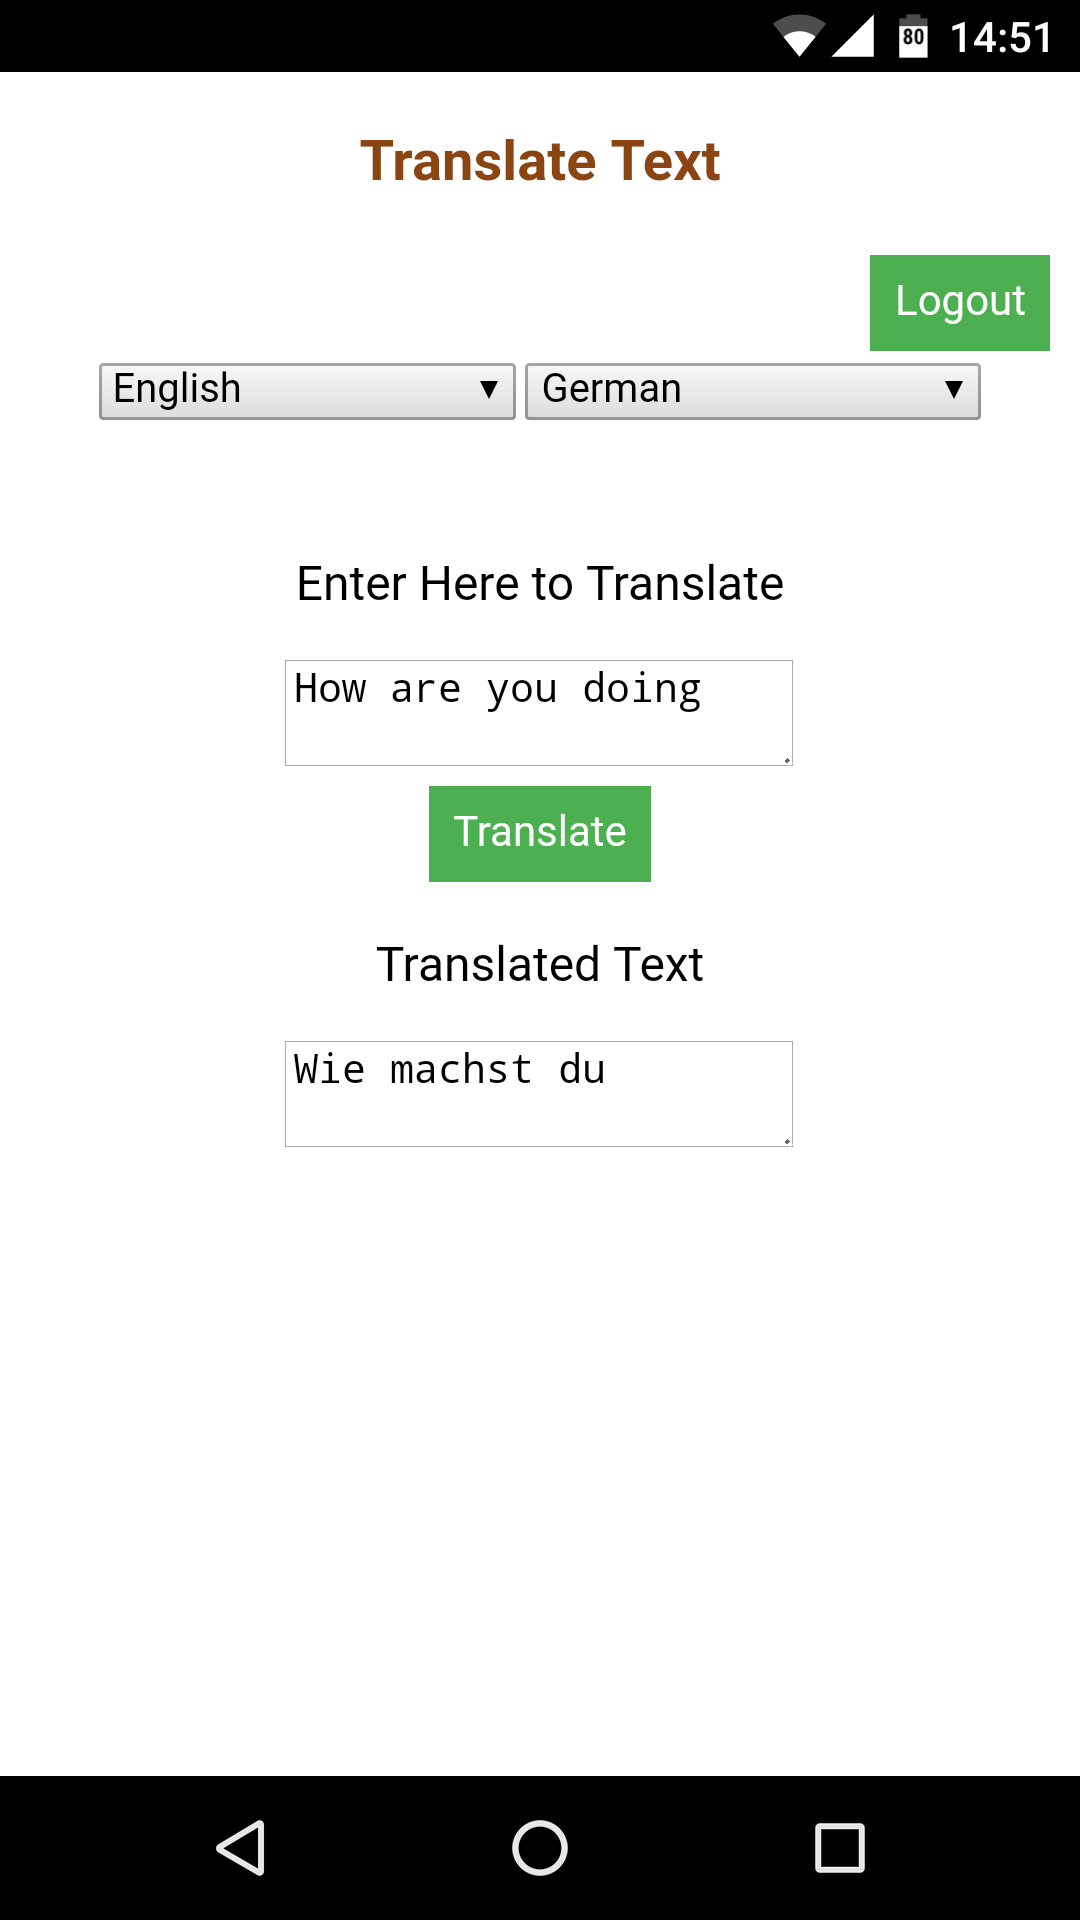 80 14:51
Translate Text
Logout
English German
Enter Here to Translate
How are you doing
Translate
Translated Text
Wie machst du